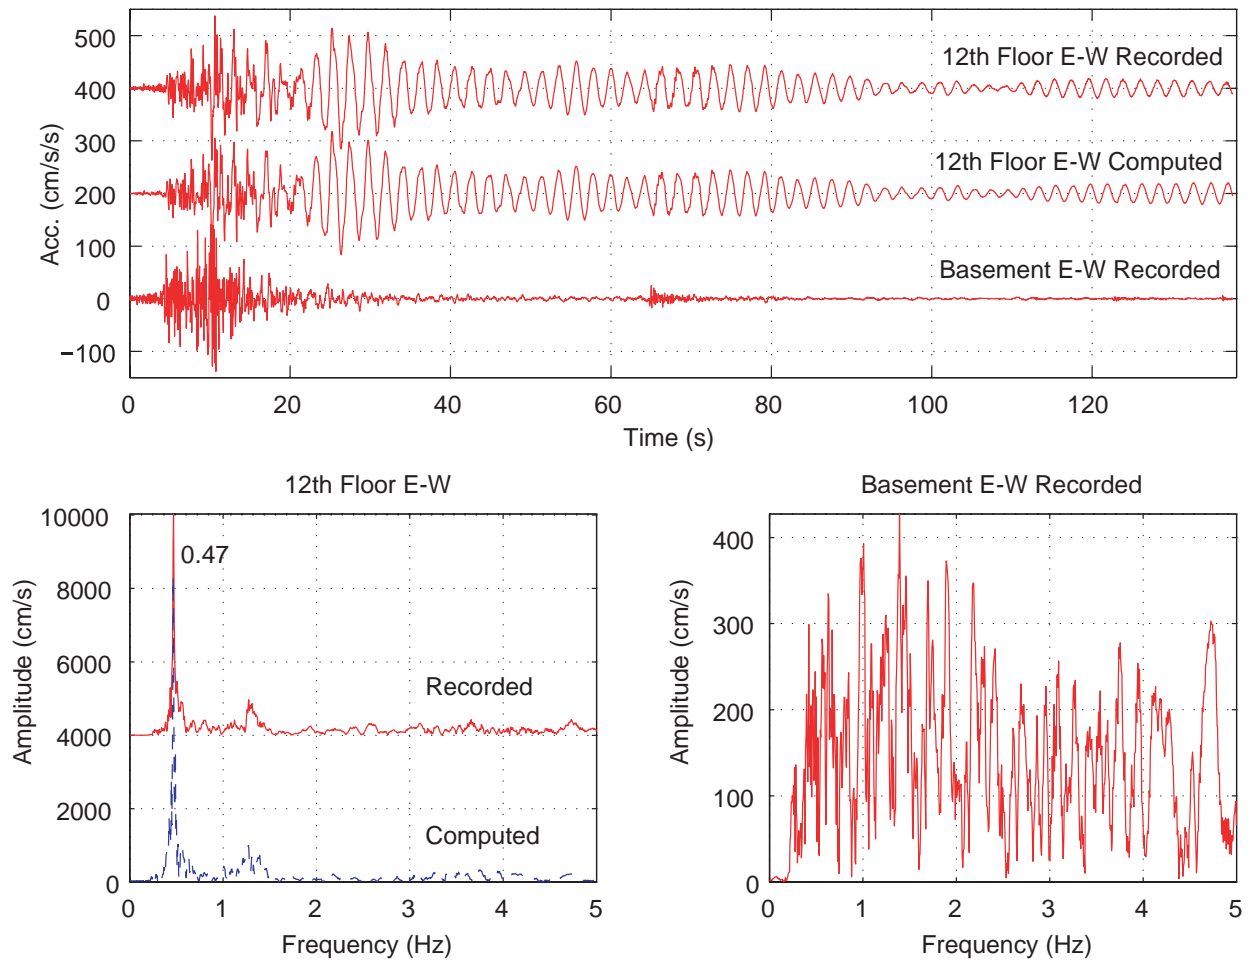 500
400
300
200
100
0
−100
Acc. (cm/s/s)
12th Floor E-W Recorded
12th Floor E-W Computed
Basement E-W Recorded
0 20 40 60 80 100 120
Time (s)
12th Floor E-W
10000
8000
6000
4000
2000
0
Amplitude (cm/s)
0.47
Recorded
Computed
0 1 2 3 4 5
Frequency (Hz)
Basement E-W Recorded
400
300
200
100
0
Amplitude (cm/s)
0 1 2 3 4 5
Frequency (Hz)